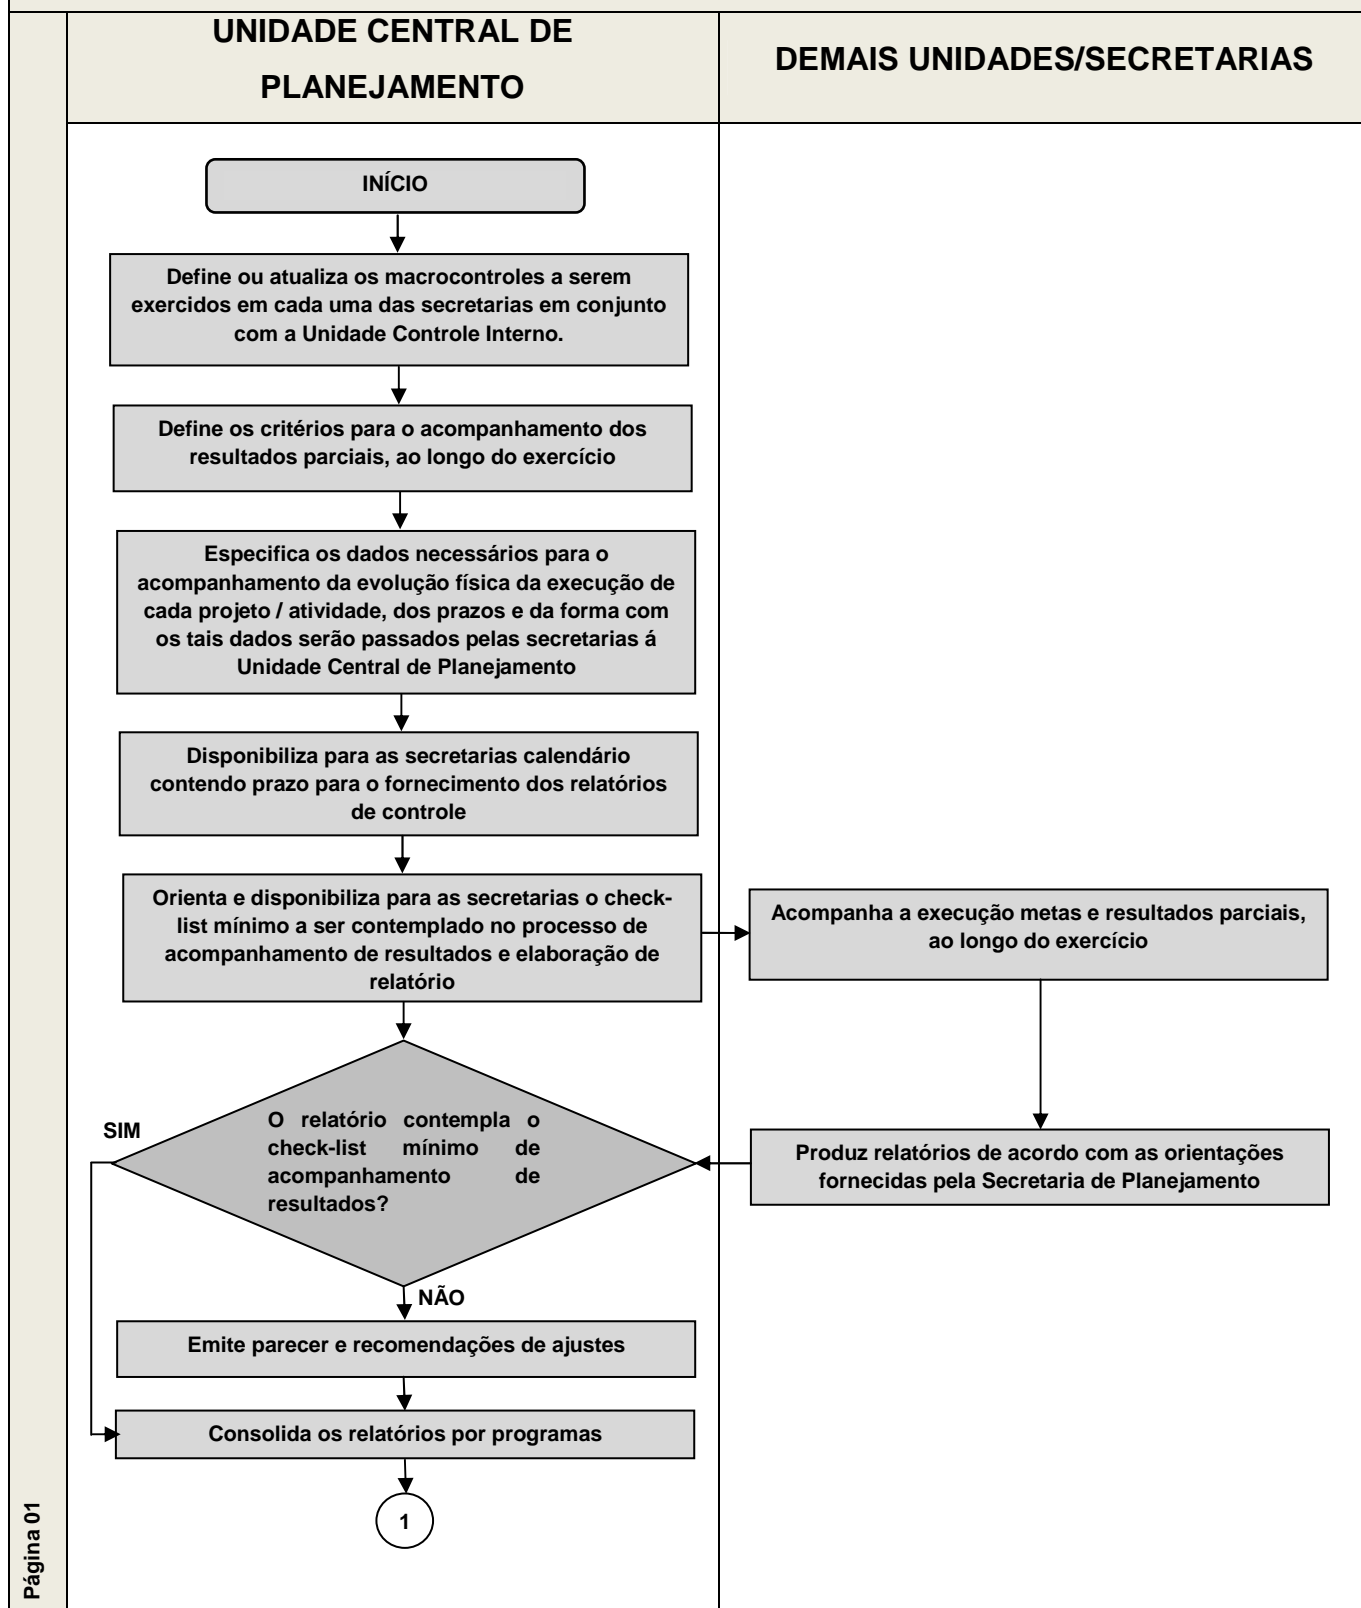 UNIDADE CENTRAL DE
PLANEJAMENTO
DEMAIS UNIDADES/SECRETARIAS
INÍCIO
Define ou atualiza os macrocontroles a serem
exercidos em cada uma das secretarias em conjunto
com a Unidade Controle Interno.
Define os critérios para o acompanhamento dos
resultados parciais, ao longo do exercício
Especifica os dados necessários para o
acompanhamento da evolução física da execução de
cada projeto / atividade, dos prazos e da forma com
os tais dados serão passados pelas secretarias á
Unidade Central de Planejamento
Disponibiliza para as secretarias calendário
contendo prazo para o fornecimento dos relatórios
de controle
Orienta e disponibiliza para as secretarias o check-
list mínimo a ser contemplado no processo de
acompanhamento de resultados e elaboração de
relatório
Acompanha a execução metas e resultados parciais,
ao longo do exercício
Produz relatórios de acordo com as orientações
fornecidas pela Secretaria de Planejamento
O relatório contempla o
check-list mínimo de
acompanhamento de
resultados?
SIM
NÃO
Emite parecer e recomendações de ajustes
Consolida os relatórios por programas
1
Página 01